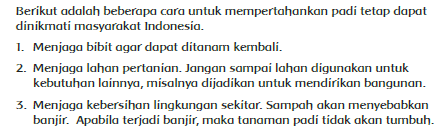 Berikut adalah beberapa cara untuk mempertahankan padi tetap dapat
dinikmati masyarakat Indonesia.
1. Menjaga bibit agar dapat ditanam kembali.
2. Menjaga lahan pertanian. Jangan sampai lahan digunakan untuk
kebutuhan lainnya, misalnya dijadikan untuk mendirikan bangunan.
3. Menjaga kebersihan lingkungan sekitar. Sampah akan menyebabkan
banjir. Apabila terjadi banjir, maka tanaman padi tidak akan tumbuh.